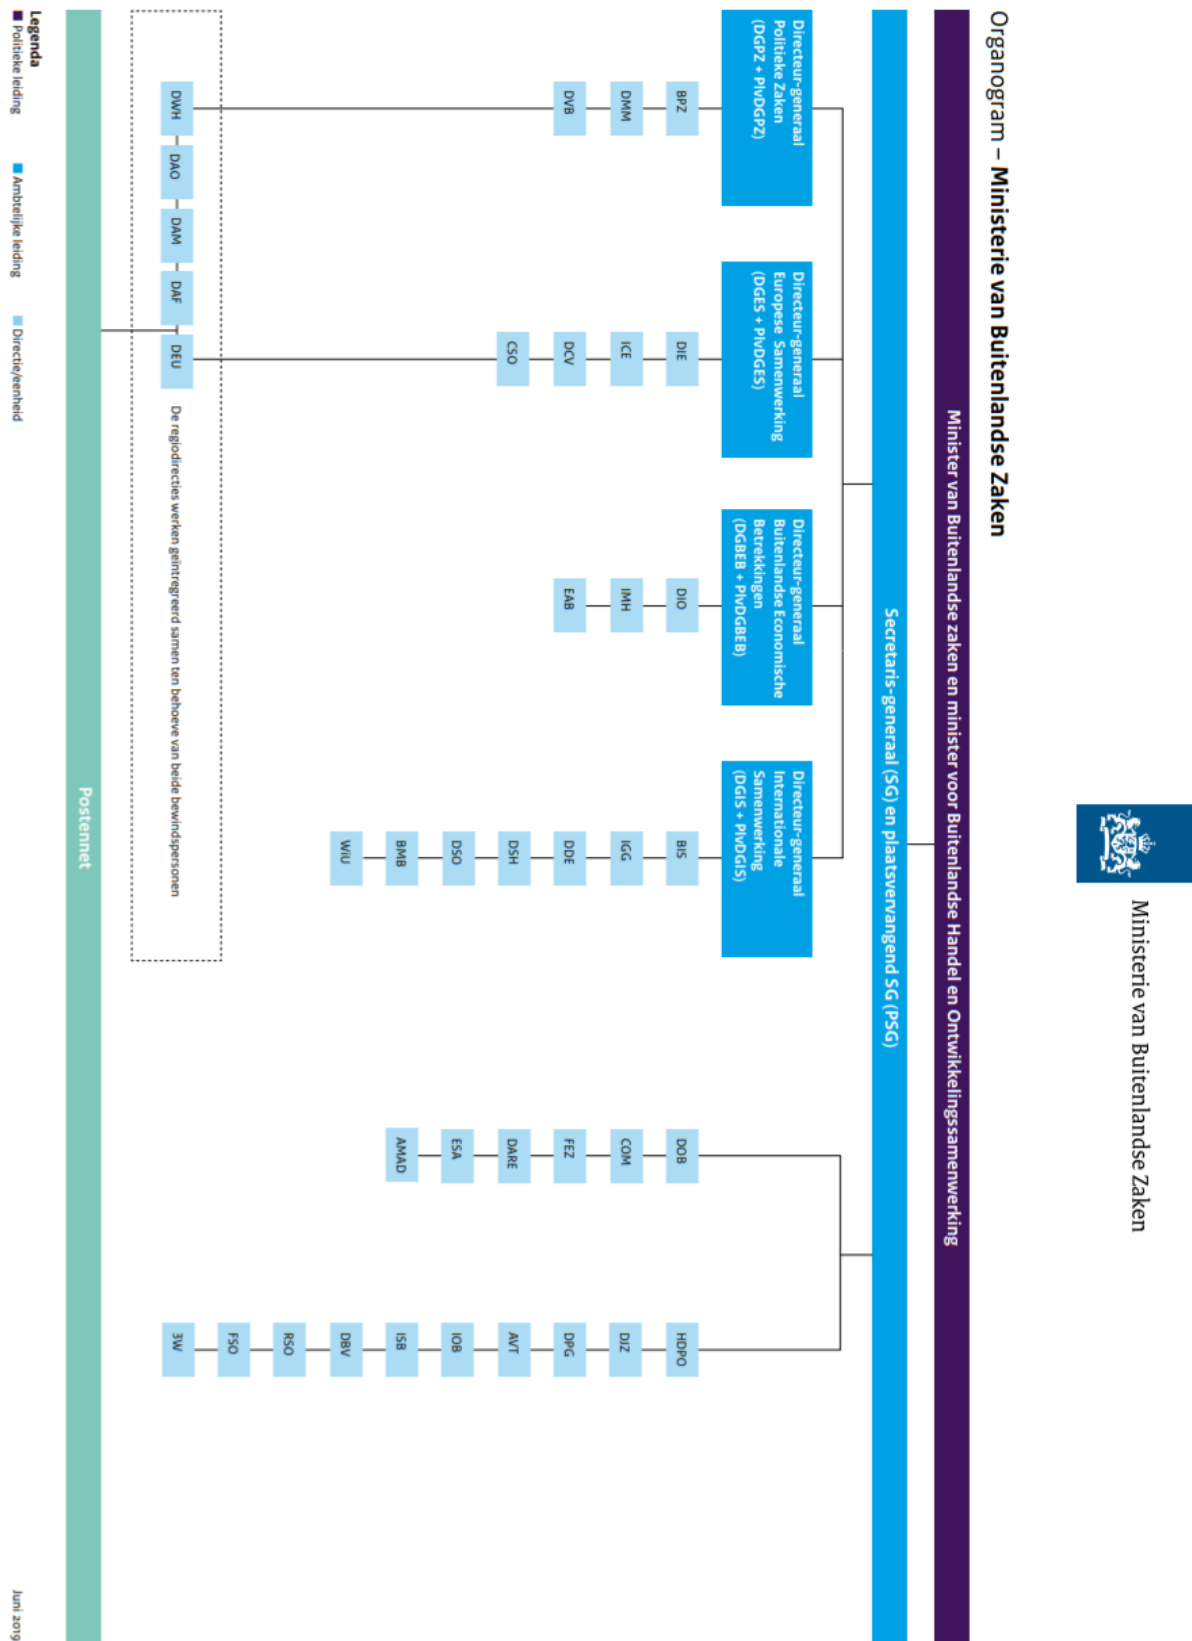 Ministerie van Buitenlandse Zaken
Organogram – Ministerie van Buitenlandse Zaken
Minister van Buitenlandse zaken en minister voor Buitenlandse Handel en Ontwikkelingssamenwerking
Secretaris-generaal (SG) en plaatsvervangend SG (PSG)
Directeur-generaal
Politieke Zaken
(DGPZ + PlvDGPZ)
BPZ
DMM
DVB
Directeur-generaal
Europese Samenwerking
(DGES + PlvDGES)
DIE
ICE
DCV
CSO
Directeur-generaal
Buitenlandse Economische
Betrekkingen
(DGBEB + PlvDGBEB)
DIO
IMH
EAB
Directeur-generaal
Internationale
Samenwerking
(DGIS + PlvDGIS)
BIS
IGG
DDE
DSH
DSO
BMB
WIU
DOB
COM
FEZ
DARE
ESA
AMAD
HDPO
DJZ
DPG
AVT
IOB
ISB
DBV
RSO
FSO
3W
DWH
DAO
DAM
DAF
DEU
De regiodirecties werken geïntregreerd samen ten behoeve van beide bewindspersonen
Postennet
Legenda
Politieke leiding
Ambtelijke leiding
Directie/eenheid
Juni 2019